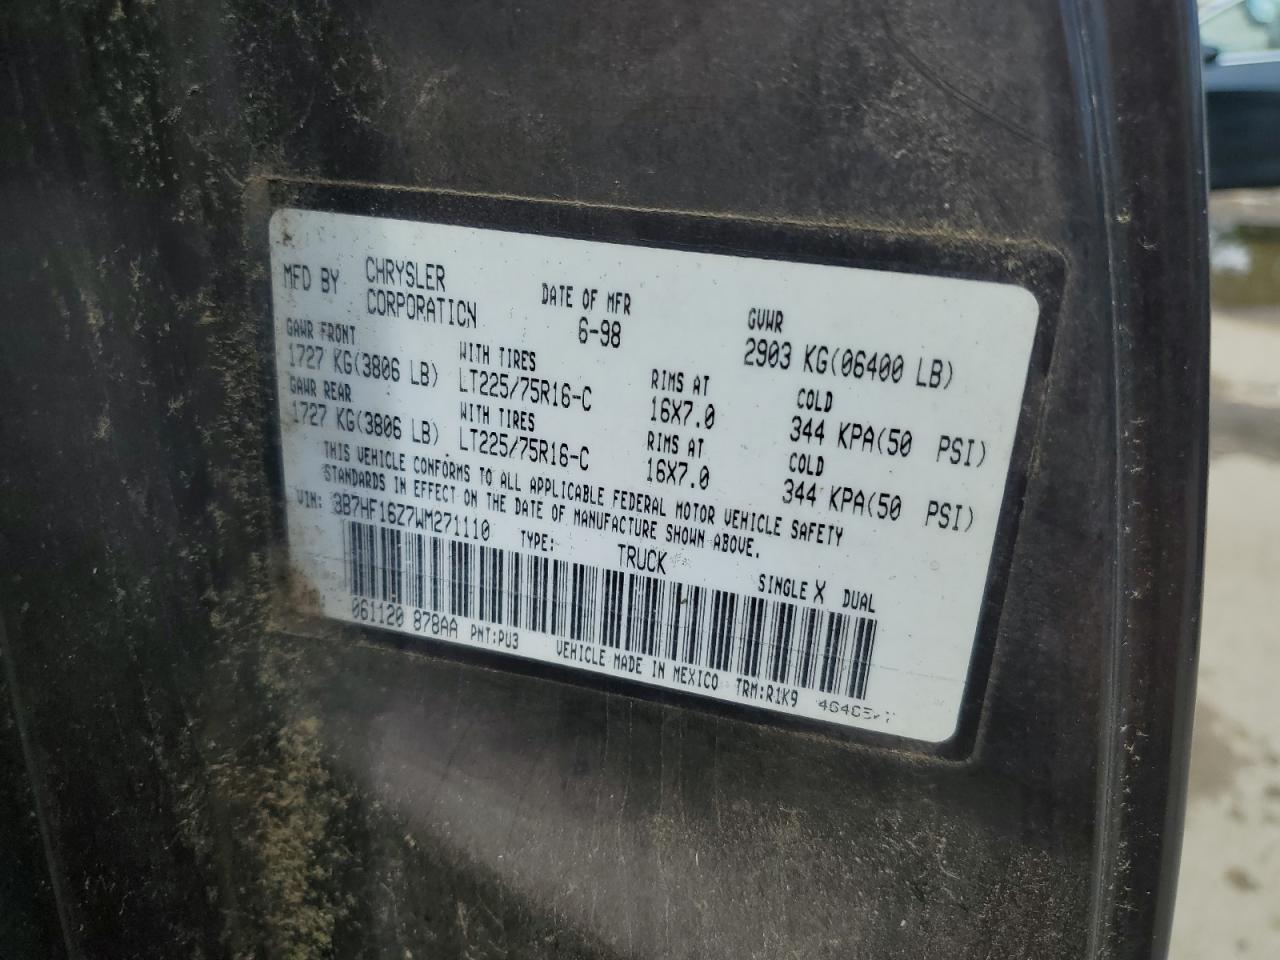 MFD BY CHRYSLER CORPORATION DATE OF MFR 6-98 GVWR 2903 KG(06400 LB)
GAWR FRONT WITH TIRES RIMS AT COLD
1727 KG(3806 LB) LT225/75R16-C 16X7.0 344 KPA(50 PSI)
GAWR REAR WITH TIRES RIMS AT COLD
1727 KG(3806 LB) LT225/75R16-C 16X7.0 344 KPA(50 PSI)
THIS VEHICLE CONFORMS TO ALL APPLICABLE FEDERAL MOTOR VEHICLE SAFETY
STANDARDS IN EFFECT ON THE DATE OF MANUFACTURE SHOWN ABOVE.
VIN: 3B7HF16Z7WM271110 TYPE: TRUCK SINGLE X DUAL
061120 878AA PNT:PU3 VEHICLE MADE IN MEXICO TRM:R1K9